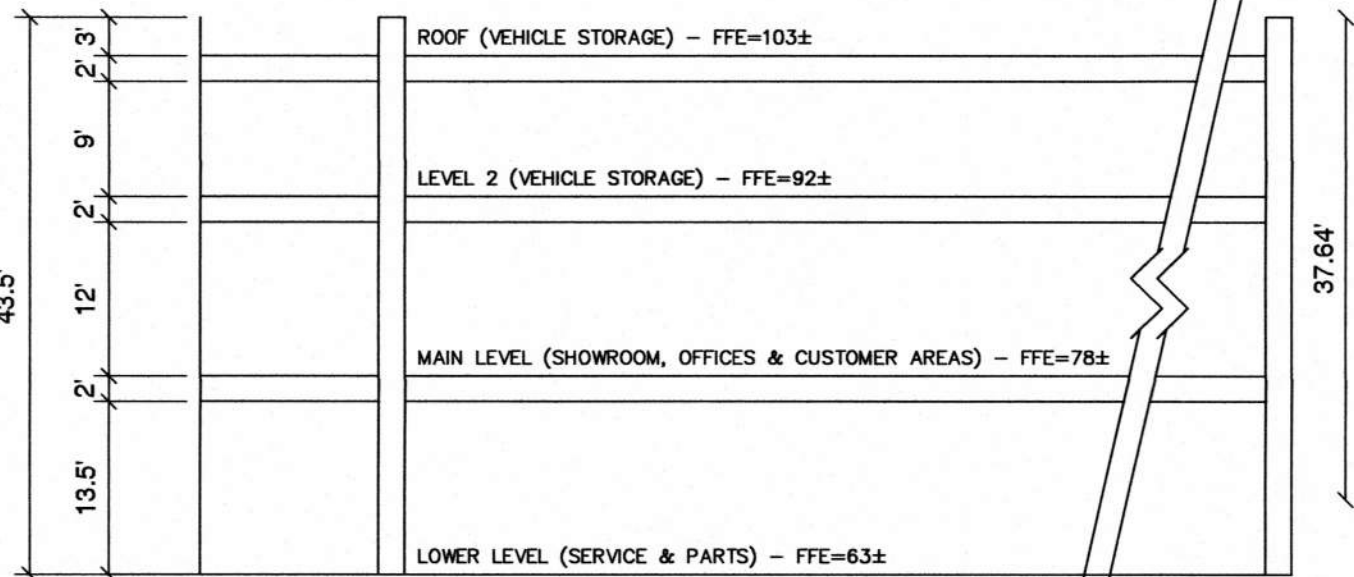 3'
ROOF (VEHICLE STORAGE) – FFE=103±
2'
9'
LEVEL 2 (VEHICLE STORAGE) – FFE=92±
2'
43.5'
12'
37.64'
MAIN LEVEL (SHOWROOM, OFFICES & CUSTOMER AREAS) – FFE=78±
2'
13.5'
LOWER LEVEL (SERVICE & PARTS) – FFE=63±